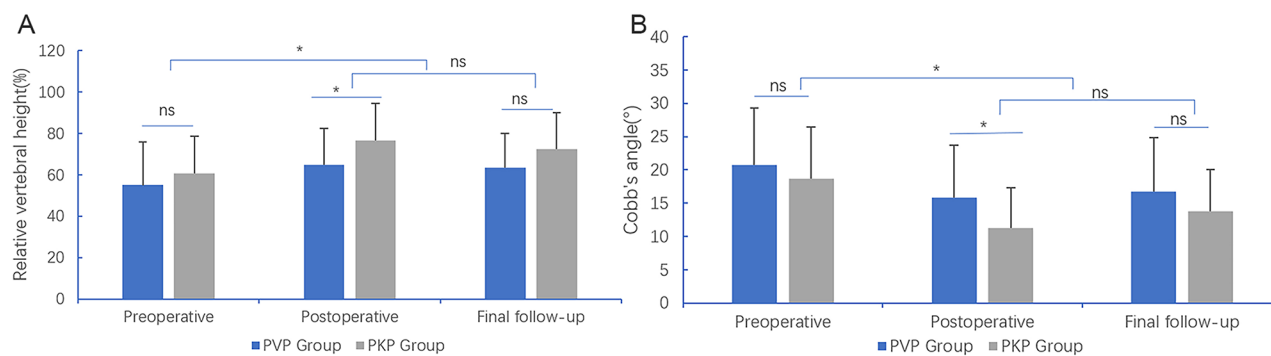 A
Relative vertebral height(%)
120
100
80
60
40
20
0
*
ns
ns
*
ns
Preoperative Postoperative Final follow-up
PVP Group PKP Group
B
Cobb's angle(°)
40
35
30
25
20
15
10
5
0
*
ns
ns
*
ns
Preoperative Postoperative Final follow-up
PVP Group PKP Group